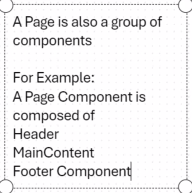 A Page is also a group of
components

For Example:
A Page Component is
composed of
Header
MainContent
Footer Component